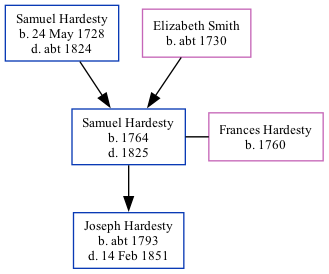 Samuel Hardesty
b. 24 May 1728
d. abt 1824
Elizabeth Smith
b. abt 1730
Samuel Hardesty
b. 1764
d. 1825
Frances Hardesty
b. 1760
Joseph Hardesty
b. abt 1793
d. 14 Feb 1851